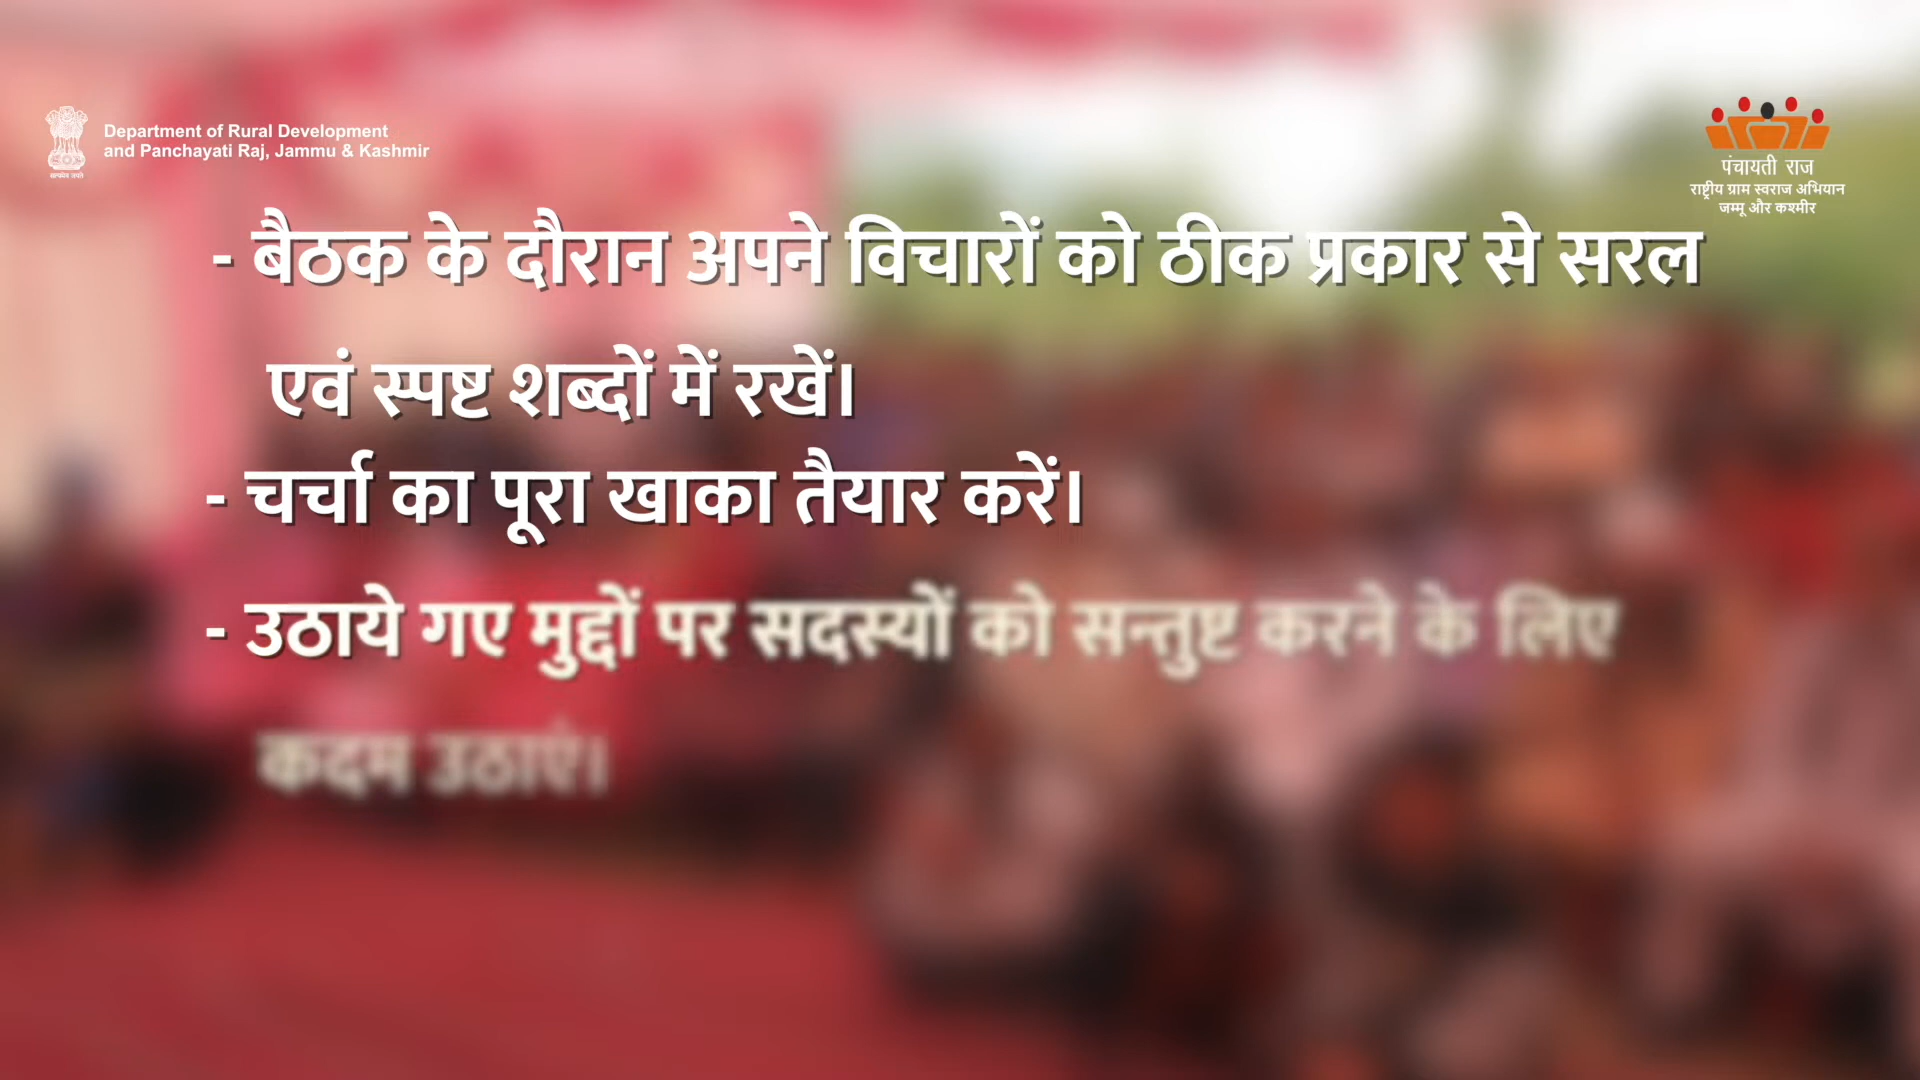 Department of Rural Development
and Panchayati Raj, Jammu & Kashmir
पंचायती राज
राष्ट्रीय ग्राम स्वराज अभियान
जम्मू और कश्मीर
- बैठक के दौरान अपने विचारों को ठीक प्रकार से सरल
एवं स्पष्ट शब्दों में रखें।
- चर्चा का पूरा खाका तैयार करें।
- उठाये गए मुद्दों पर सदस्यों को सन्तुष्ट करने के लिए
कदम उठाएं।